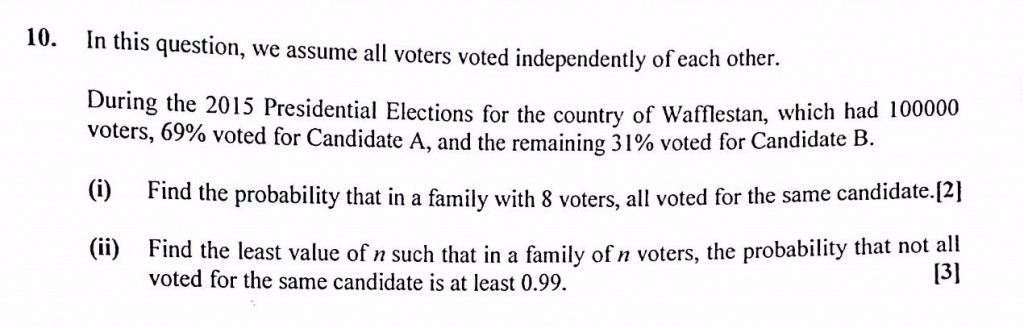 10. In this question, we assume all voters voted independently of each other.
During the 2015 Presidential Elections for the country of Wafflestan, which had 100000
voters, 69% voted for Candidate A, and the remaining 31% voted for Candidate B.
(i) Find the probability that in a family with 8 voters, all voted for the same candidate.[2]
(ii) Find the least value of n such that in a family of n voters, the probability that not all
voted for the same candidate is at least 0.99. [3]